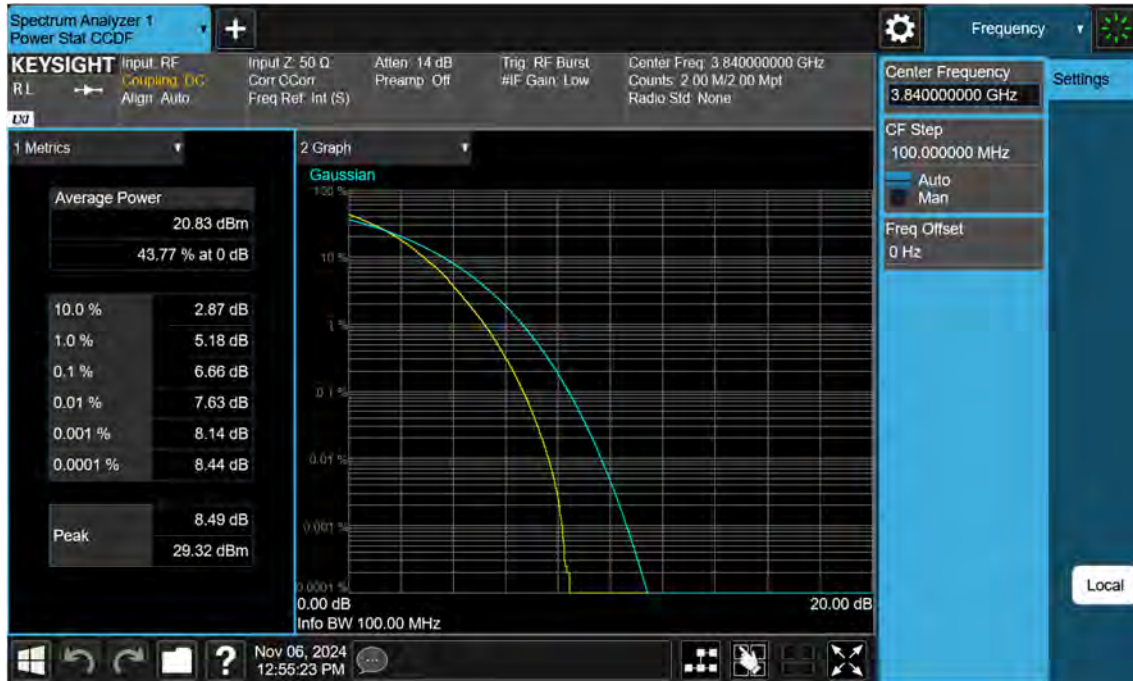 Spectrum Analyzer 1
Power Stat CCDF
Frequency
KEYSIGHT
RL
LXI
Input: RF
Coupling: DC
Align: Auto
Input Z: 50 Ω
Corr CCorr
Freq Ref: Int (S)
Atten: 14 dB
Preamp: Off
Trig: RF Burst
#IF Gain: Low
Center Freq: 3.840000000 GHz
Counts: 2.00 M/2.00 Mpt
Radio Std: None
Center Frequency
3.840000000 GHz
Settings
CF Step
100.000000 MHz
Auto
Man
Freq Offset
0 Hz
Local
1 Metrics
Average Power
20.83 dBm
43.77 % at 0 dB
10.0 % 2.87 dB
1.0 % 5.18 dB
0.1 % 6.66 dB
0.01 % 7.63 dB
0.001 % 8.14 dB
0.0001 % 8.44 dB
Peak
8.49 dB
29.32 dBm
2 Graph
Gaussian
100 %
10 %
1 %
0.1 %
0.01 %
0.001 %
0.0001 %
0.00 dB 20.00 dB
Info BW 100.00 MHz
?
Nov 06, 2024
12:55:23 PM